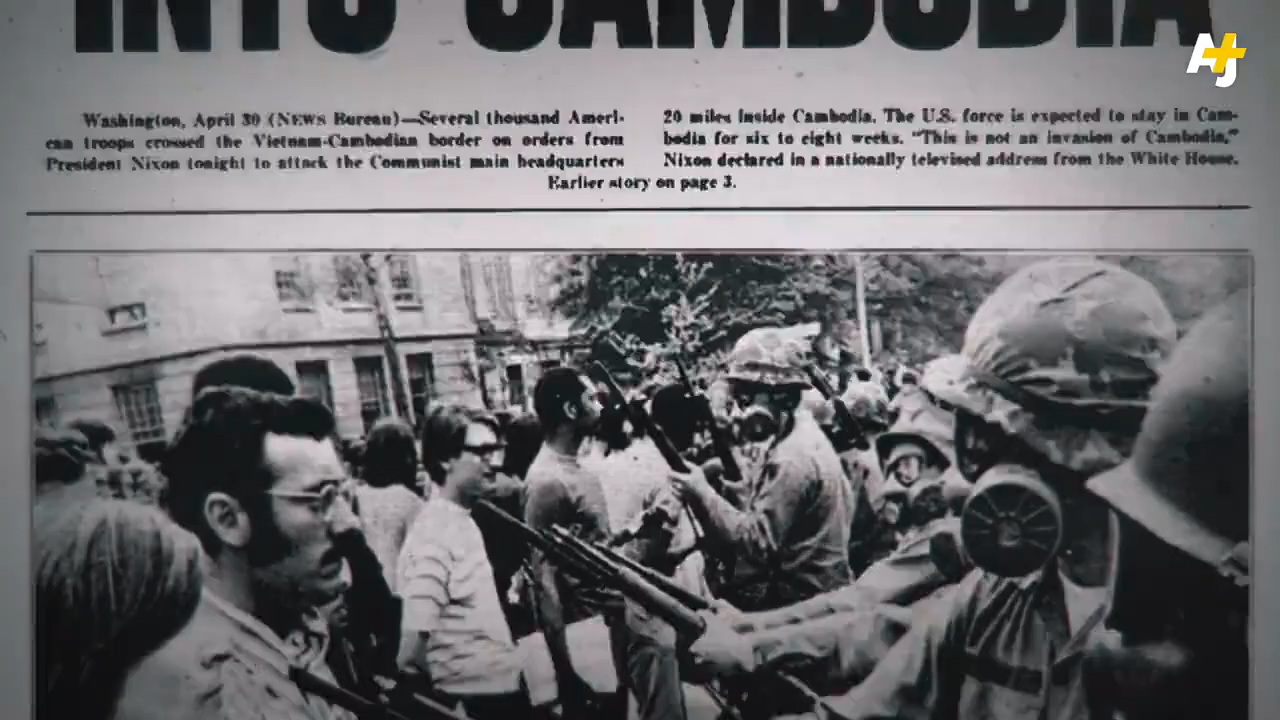 INTO CAMBODIA
AJ+
Washington, April 30 (NEWS Bureau)—Several thousand Ameri-
can troops crossed the Vietnam-Cambodian border on orders from
President Nixon tonight to attack the Communist main headquarters
20 miles inside Cambodia. The U.S. force is expected to stay in Cam-
bodia for six to eight weeks. "This is not an invasion of Cambodia,"
Nixon declared in a nationally televised address from the White House.
Earlier story on page 3.